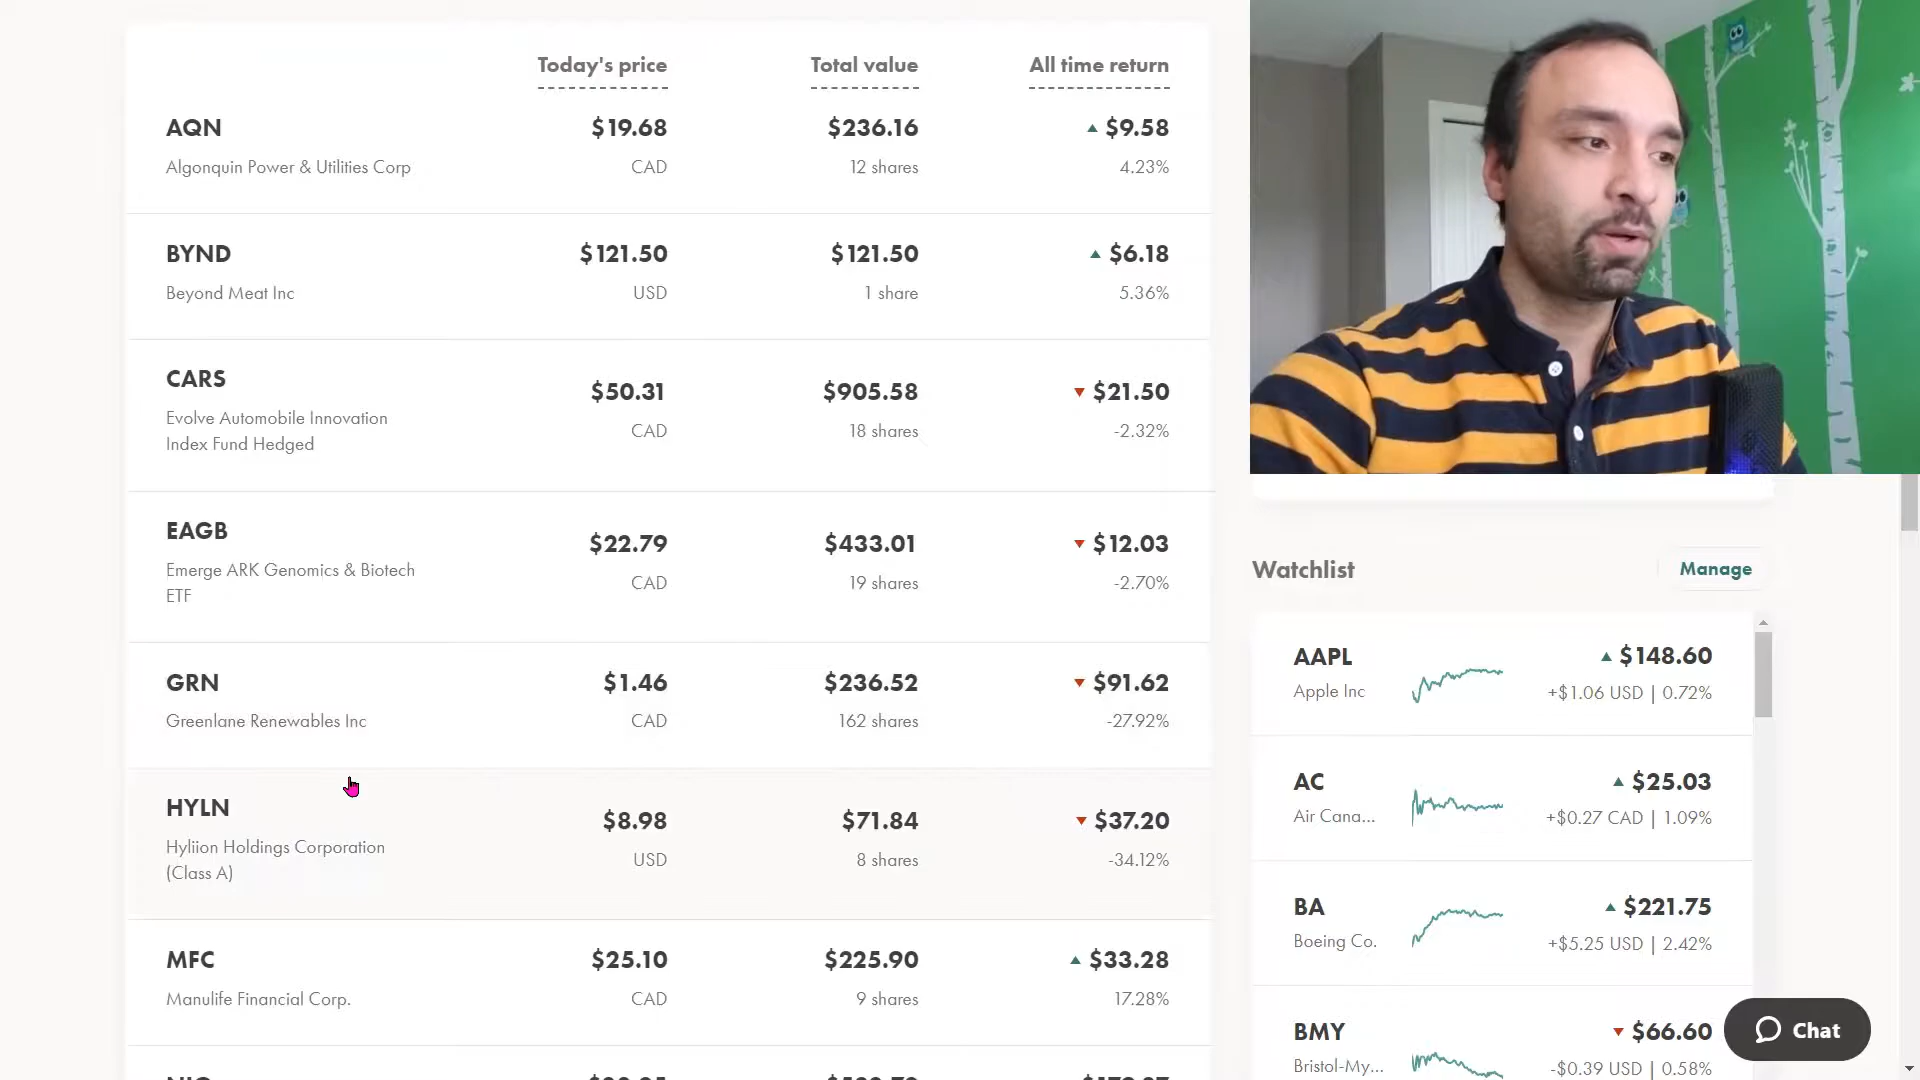 Today's price Total value All time return
AQN $19.68 $236.16 $9.58
Algonquin Power & Utilities Corp CAD 12 shares 4.23%
BYND $121.50 $121.50 $6.18
Beyond Meat Inc USD 1 share 5.36%
CARS $50.31 $905.58 $21.50
Evolve Automobile Innovation CAD 18 shares -2.32%
Index Fund Hedged
EAGB $22.79 $433.01 $12.03
Emerge ARK Genomics & Biotech CAD 19 shares -2.70%
ETF
GRN $1.46 $236.52 $91.62
Greenlane Renewables Inc CAD 162 shares -27.92%
HYLN $8.98 $71.84 $37.20
Hyliion Holdings Corporation USD 8 shares -34.12%
(Class A)
MFC $25.10 $225.90 $33.28
Manulife Financial Corp. CAD 9 shares 17.28%
Watchlist Manage
AAPL $148.60
Apple Inc +$1.06 USD | 0.72%
AC $25.03
Air Cana... +$0.27 CAD | 1.09%
BA $221.75
Boeing Co. +$5.25 USD | 2.42%
BMY $66.60
Bristol-My... -$0.39 USD | 0.58%
Chat